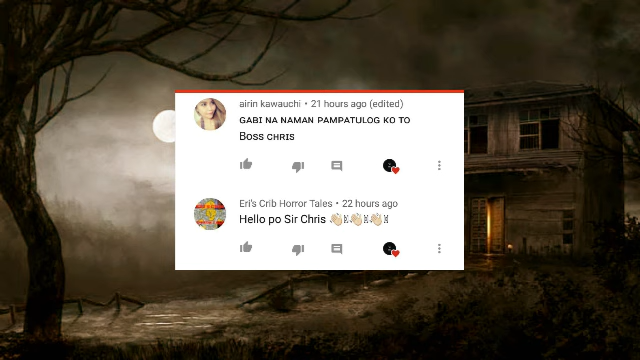 airin kawauchi • 21 hours ago (edited)
GABI NA NAMAN PAMPATULOG KO TO
BOSS CHRIS
Eri's Crib Horror Tales • 22 hours ago
Hello po Sir Chris 👏🏻👏🏻👏🏻